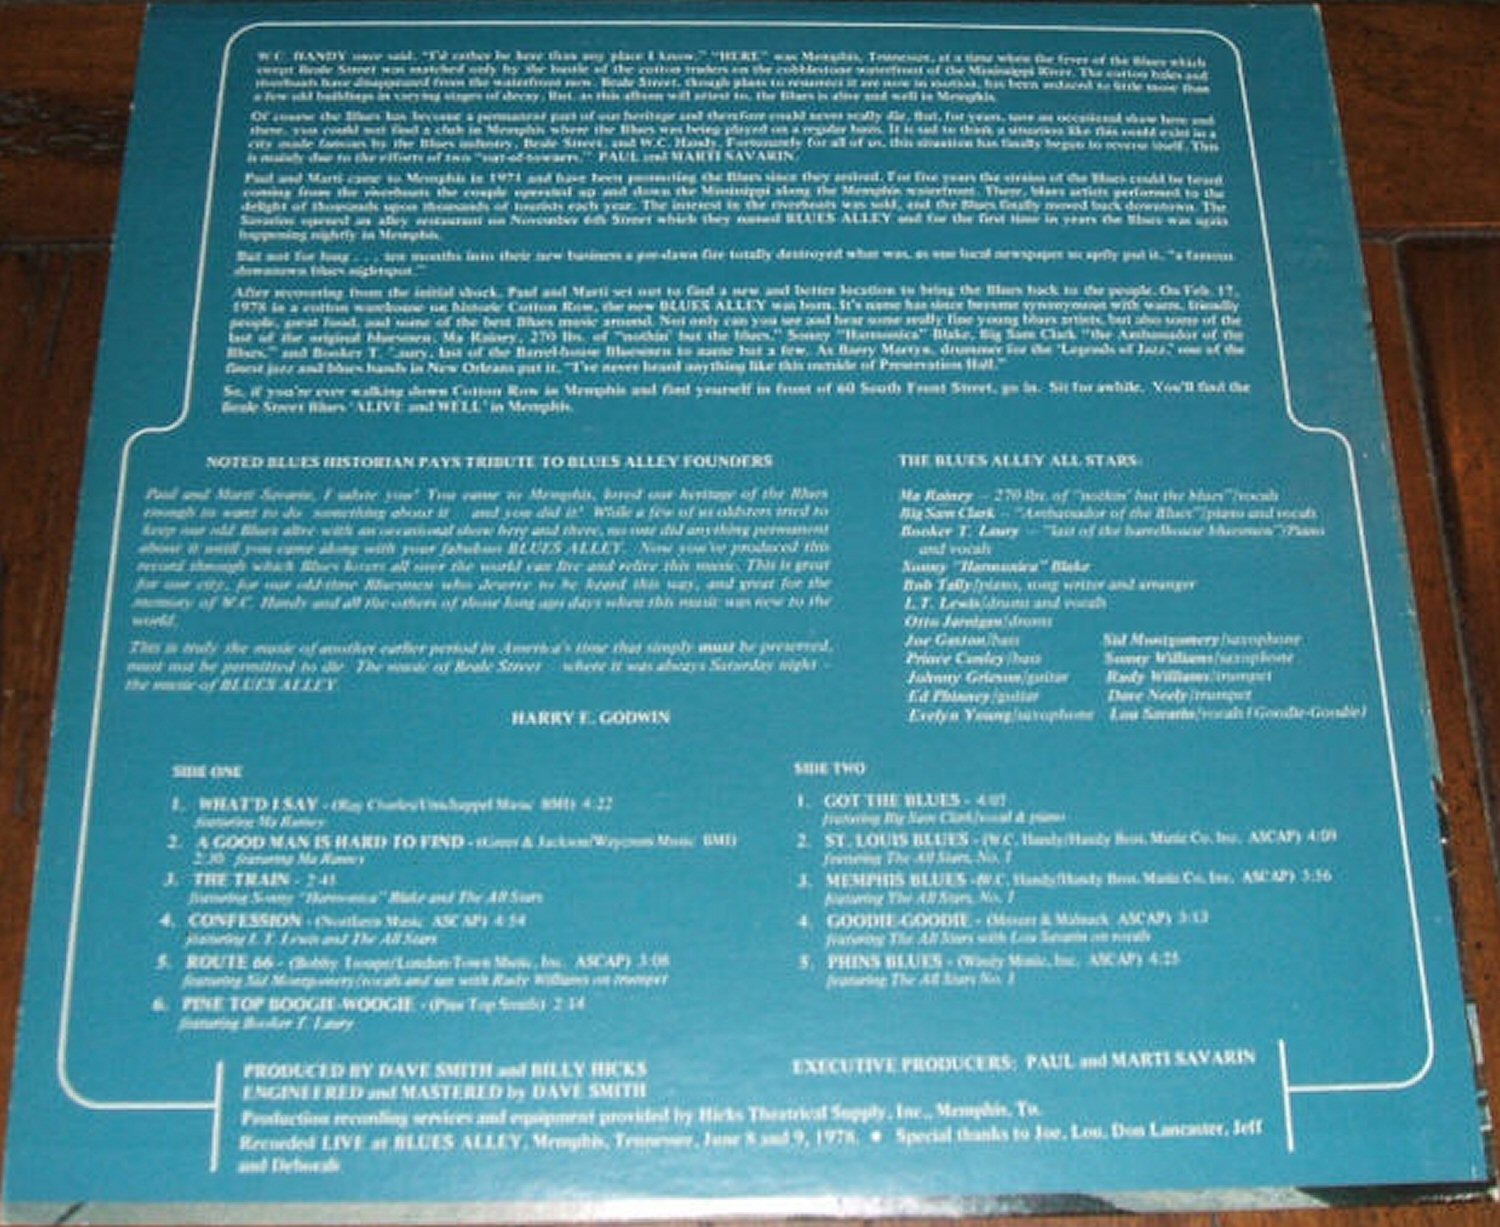 W.C. HANDY once said, "I'd rather be here than any place I know." "HERE" was Memphis, Tennessee, at a time when the fever of the Blues which
swept Beale Street was matched only by the bustle of the cotton traders on the cobblestone waterfront of the Mississippi River. The cotton bales and
riverboats have disappeared from the waterfront now. Beale Street, though plans to resurrect it are now in motion, has been reduced to little more than
a few old buildings in varying stages of decay. But, as this album will attest to, the Blues is alive and well in Memphis.
Of course the Blues has become a permanent part of our heritage and therefore could never really die. But, for years, save an occasional show here and
there, you could not find a club in Memphis where the Blues was being played on a regular basis. It is sad to think a situation like this could exist in a
city made famous by the Blues industry, Beale Street, and W.C. Handy. Fortunately for all of us, this situation has finally begun to reverse itself. This
is mainly due to the efforts of two "out-of-towners," PAUL and MARTI SAVARIN.
Paul and Marti came to Memphis in 1971 and have been promoting the Blues since they arrived. For five years the strains of the Blues could be heard
coming from the riverboats the couple operated up and down the Mississippi along the Memphis waterfront. There, blues artists performed to the
delight of thousands upon thousands of tourists each year. The interest in the riverboats was sold, and the Blues finally moved back downtown. The
Savarins opened an alley restaurant on November 6th Street which they named BLUES ALLEY and for the first time in years the Blues was again
happening nightly in Memphis.
But not for long . . . ten months into their new business a pre-dawn fire totally destroyed what was, as one local newspaper so aptly put it, "a famous
downtown blues nightspot."
After recovering from the initial shock, Paul and Marti set out to find a new and better location to bring the Blues back to the people. On Feb. 17,
1978 in a cotton warehouse on historic Cotton Row, the new BLUES ALLEY was born. It's name has since become synonymous with warm, friendly
people, great food, and some of the best Blues music around. Not only can you see and hear some really fine young blues artists, but also some of the
last of the original bluesmen. Ma Rainey, 270 lbs. of "nothin' but the blues," Sonny "Harmonica" Blake, Big Sam Clark "the Ambassador of the
Blues," and Booker T. Laury, last of the Barrel-house Bluesmen to name but a few. As Barry Martyn, drummer for the 'Legends of Jazz,' one of the
finest jazz and blues bands in New Orleans put it, "I've never heard anything like this outside of Preservation Hall."
So, if you're ever walking down Cotton Row in Memphis and find yourself in front of 60 South Front Street, go in. Sit for awhile. You'll find the
Beale Street Blues 'ALIVE and WELL' in Memphis.
NOTED BLUES HISTORIAN PAYS TRIBUTE TO BLUES ALLEY FOUNDERS
Paul and Marti Savarin, I salute you! You came to Memphis, loved our heritage of the Blues
enough to want to do something about it and you did it! While a few of us oldsters tried to
keep our old Blues alive with an occasional show here and there, no one did anything permanent
about it until you came along with your fabulous BLUES ALLEY. Now you've produced this
record through which Blues lovers all over the world can live and relive this music. This is great
for our city, for our old-time Bluesmen who deserve to be heard this way, and great for the
memory of W.C. Handy and all the others of those long ago days when this music was new to the
world.
This is truly the music of another earlier period in America's time that simply must be preserved,
must not be permitted to die. The music of Beale Street - where it was always Saturday night -
the music of BLUES ALLEY.
HARRY E. GODWIN
THE BLUES ALLEY ALL STARS:
Ma Rainey - 270 lbs. of "nothin' but the blues"/vocals
Big Sam Clark - "Ambassador of the Blues"/piano and vocals
Booker T. Laury - "last of the barrelhouse bluesmen"/Piano
and vocals
Sonny "Harmonica" Blake
Bob Tally/piano, song writer and arranger
L.T. Lewis/drums and vocals
Otto Jarnigan/drums
Joe Gaston/bass
Prince Conley/bass
Johnny Grieson/guitar
Ed Phinney/guitar
Evelyn Young/saxophone
Sid Montgomery/saxophone
Sonny Williams/saxophone
Rudy Williams/trumpet
Dave Neely/trumpet
Lou Savarin/vocals (Goodie-Goodie)
SIDE ONE
1. WHAT'D I SAY - (Ray Charles/Unichappel Music BMI) 4:22
featuring Ma Rainey
2. A GOOD MAN IS HARD TO FIND - (Green & Jackson/ Music BMI)
2:30 featuring Ma Rainey
3. THE TRAIN - 2:45
featuring Sonny "Harmonica" Blake and The All Stars
4. CONFESSION - (Northern Music ASCAP) 4:54
featuring L.T. Lewis and The All Stars
5. ROUTE 66 - (Bobby Troupe/London-Town Music, Inc. ASCAP) 3:08
featuring Sid Montgomery/vocals and sax with Rudy Williams on trumpet
6. PINE TOP BOOGIE-WOOGIE - (Pine Top Smith) 2:14
featuring Booker T. Laury
SIDE TWO
1. GOT THE BLUES - 4:07
featuring Big Sam Clark/vocal & piano
2. ST. LOUIS BLUES - (W.C. Handy/Handy Bros. Music Co. Inc. ASCAP) 4:09
featuring The All Stars, No. 1
3. MEMPHIS BLUES - (W.C. Handy/Handy Bros. Music Co. Inc. ASCAP) 3:56
featuring The All Stars, No. 1
4. GOODIE-GOODIE - (Mercer & Malneck ASCAP) 3:13
featuring The All Stars with Lou Savarin on vocals
5. PHINS BLUES - (Windy Music, Inc. ASCAP) 4:25
featuring The All Stars No. 1
PRODUCED BY DAVE SMITH and BILLY HICKS
ENGINEERED and MASTERED by DAVE SMITH
EXECUTIVE PRODUCERS: PAUL and MARTI SAVARIN
Production recording services and equipment provided by Hicks Theatrical Supply, Inc., Memphis, Tn.
Recorded LIVE at BLUES ALLEY, Memphis, Tennessee, June 8 and 9, 1978. • Special thanks to Joe, Lou, Don Lancaster, Jeff
and Deborah